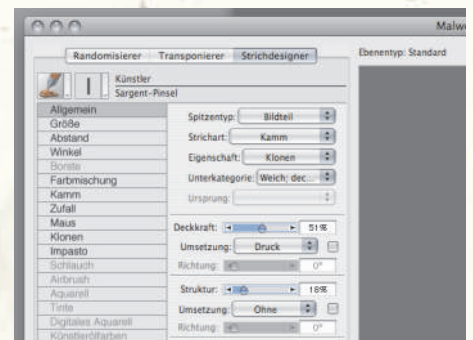 Malw
Randomisierer Transponierer Strichdesigner
Ebenentyp: Standard
Künstler
Sargent-Pinsel
Allgemein
Größe
Abstand
Winkel
Borste
Farbmischung
Kamm
Zufall
Maus
Klonen
Impasto
Schlauch
Airbrush
Aquarell
Tinte
Digitales Aquarell
Künstlerölfarben
Spitzentyp: Bildteil
Strichart: Kamm
Eigenschaft: Klonen
Unterkategorie: Weich; dec...
Ursprung:
Deckkraft: 51%
Umsetzung: Druck
Richtung: 0°
Struktur: 18%
Umsetzung: Ohne
Richtung: 0°